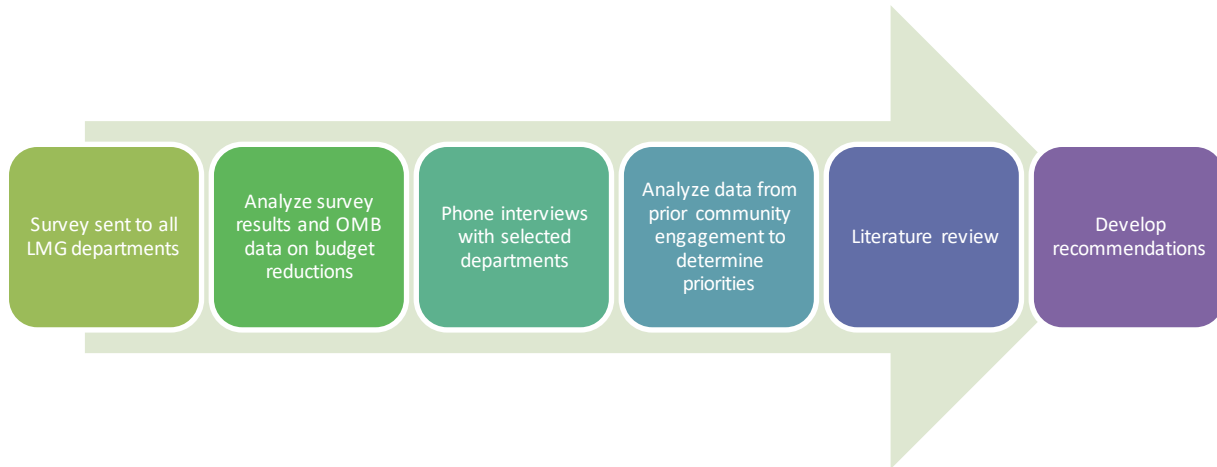 Survey sent to all
LMG departments
Analyze survey
results and OMB
data on budget
reductions
Phone interviews
with selected
departments
Analyze data from
prior community
engagement to
determine
priorities
Literature review
Develop
recommendations